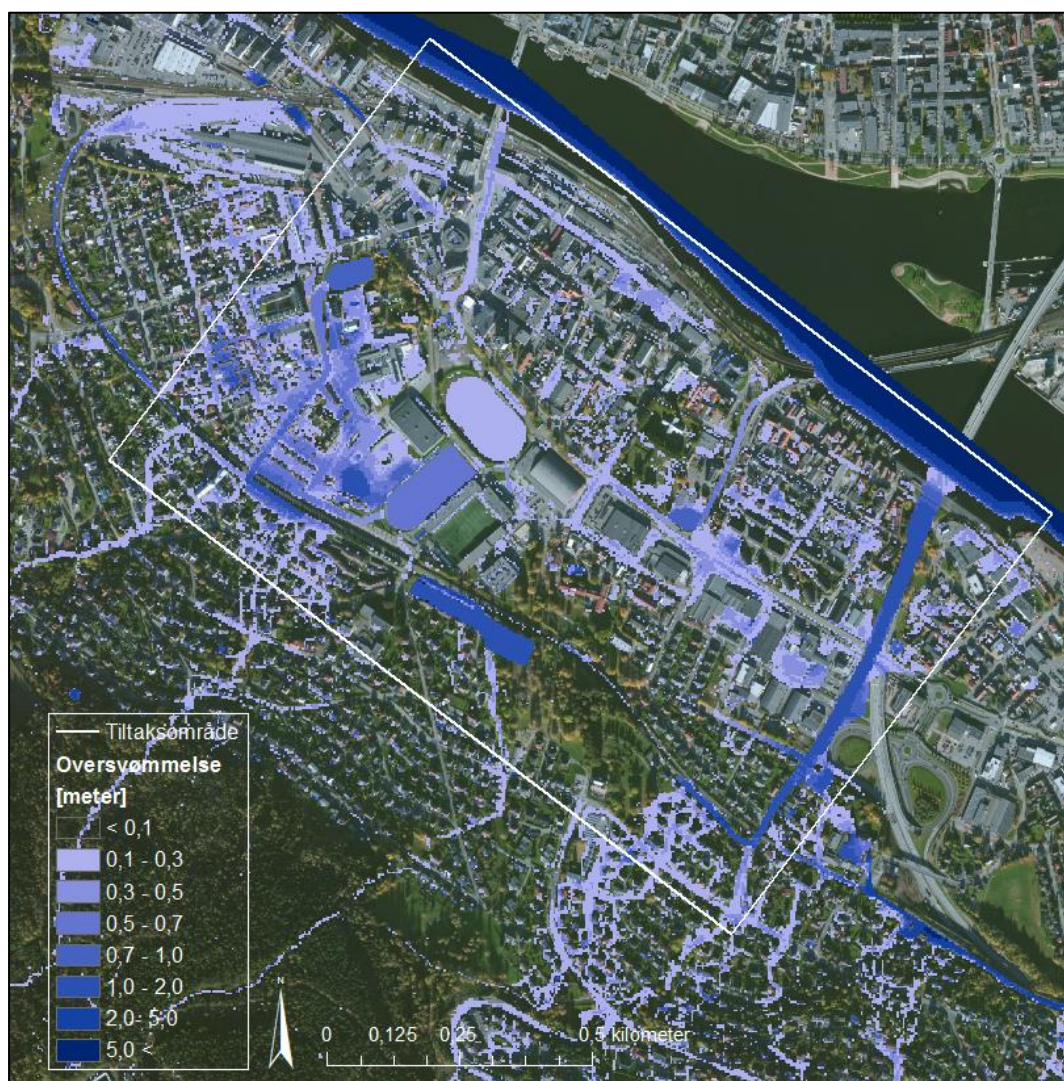 Tiltaksområde
Oversvømmelse
[meter]
< 0,1
0,1 - 0,3
0,3 - 0,5
0,5 - 0,7
0,7 - 1,0
1,0 - 2,0
2,0- 5,0
5,0 <
N
0 0,125 0,25 0,5 kilometer